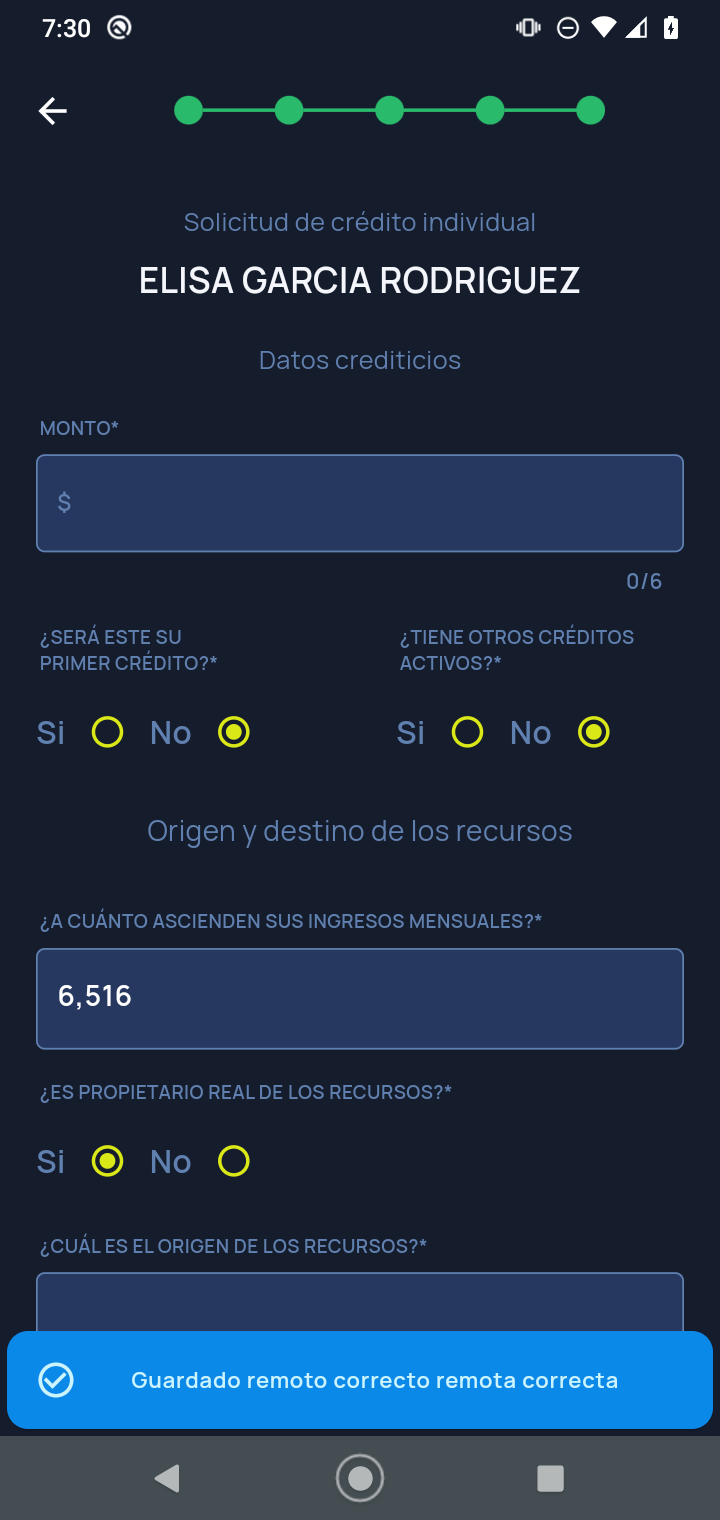 7:30
Solicitud de crédito individual
ELISA GARCIA RODRIGUEZ
Datos crediticios
MONTO*
$
0/6
¿SERÁ ESTE SU
PRIMER CRÉDITO?*
¿TIENE OTROS CRÉDITOS
ACTIVOS?*
Si No
Si No
Origen y destino de los recursos
¿A CUÁNTO ASCIENDEN SUS INGRESOS MENSUALES?*
6,516
¿ES PROPIETARIO REAL DE LOS RECURSOS?*
Si No
¿CUÁL ES EL ORIGEN DE LOS RECURSOS?*
Guardado remoto correcto remota correcta